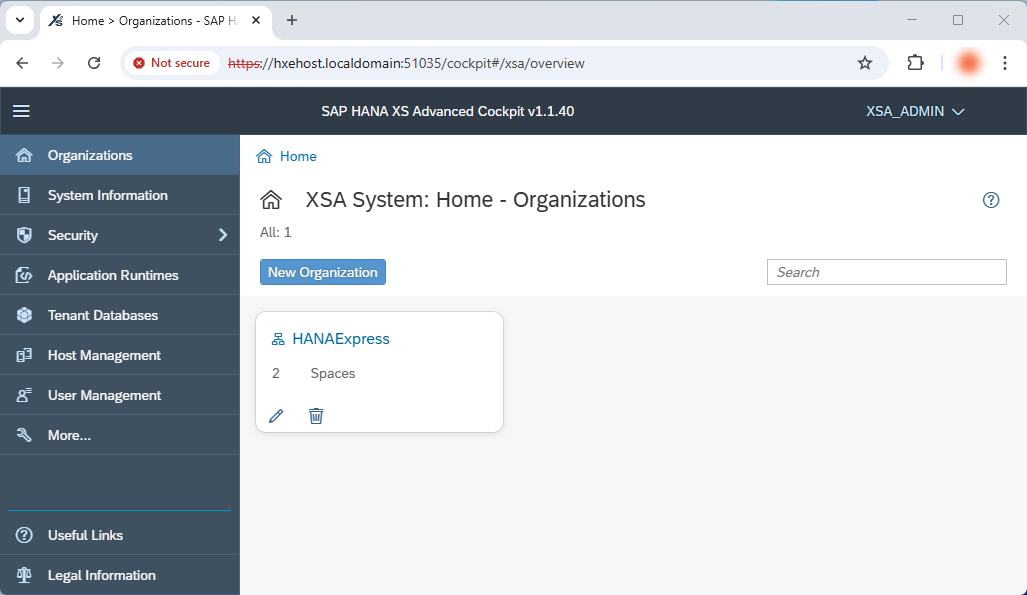 Home > Organizations - SAP HA
Not secure https://hxehost.localdomain:51035/cockpit#/xsa/overview
SAP HANA XS Advanced Cockpit v1.1.40
XSA_ADMIN
Organizations
System Information
Security
Application Runtimes
Tenant Databases
Host Management
User Management
More...
Useful Links
Legal Information
Home
XSA System: Home - Organizations
All: 1
New Organization
Search
HANAExpress
2 Spaces